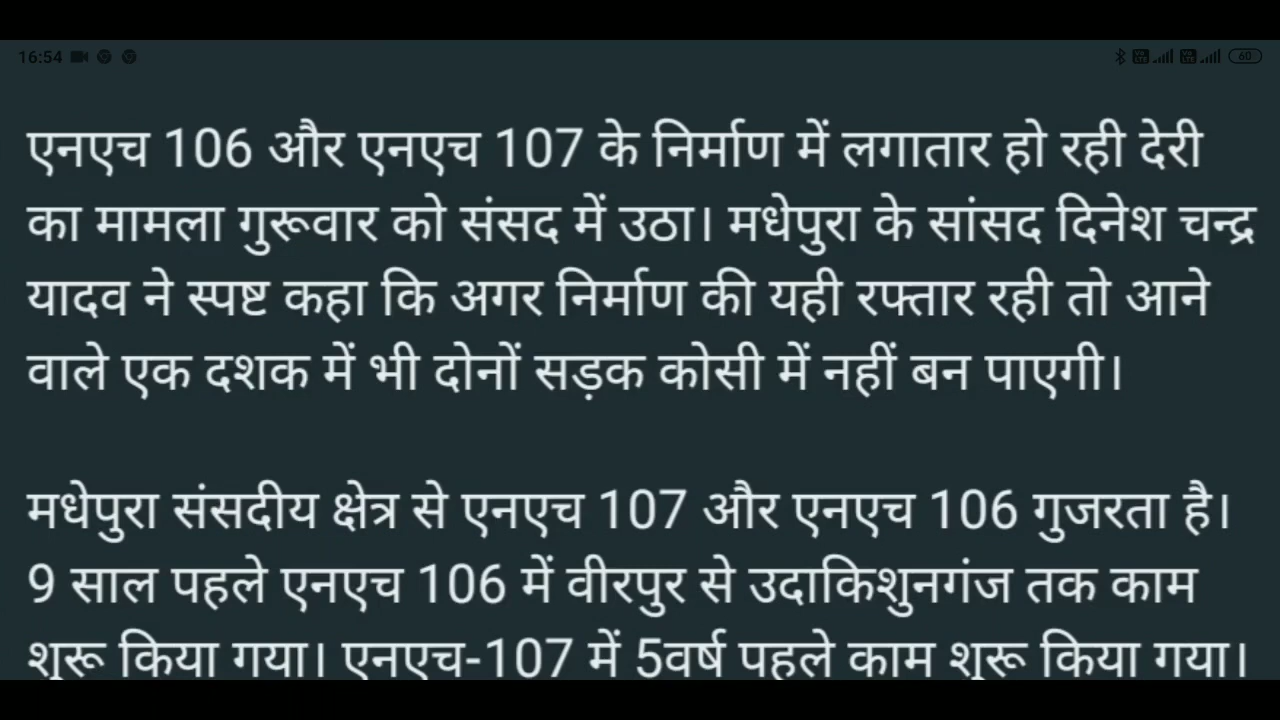 16:54
60
एनएच 106 और एनएच 107 के निर्माण में लगातार हो रही देरी
का मामला गुरूवार को संसद में उठा। मधेपुरा के सांसद दिनेश चन्द्र
यादव ने स्पष्ट कहा कि अगर निर्माण की यही रफ्तार रही तो आने
वाले एक दशक में भी दोनों सड़क कोसी में नहीं बन पाएगी।
मधेपुरा संसदीय क्षेत्र से एनएच 107 और एनएच 106 गुजरता है।
9 साल पहले एनएच 106 में वीरपुर से उदाकिशुनगंज तक काम
शुरू किया गया। एनएच-107 में 5वर्ष पहले काम शुरू किया गया।